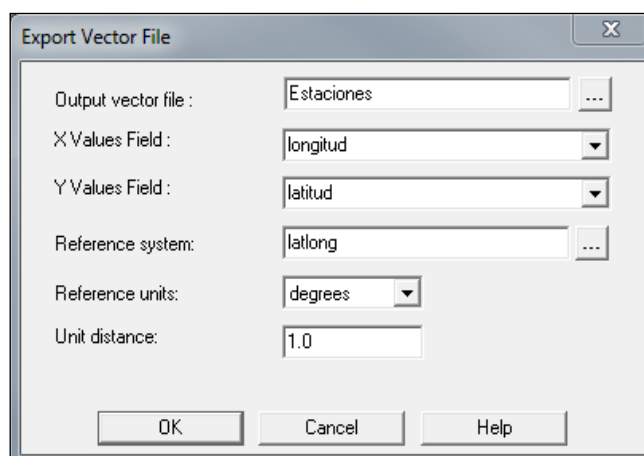 Export Vector File
Output vector file : Estaciones ...
X Values Field : longitud
Y Values Field : latitud
Reference system: latlong ...
Reference units: degrees
Unit distance: 1.0
OK Cancel Help